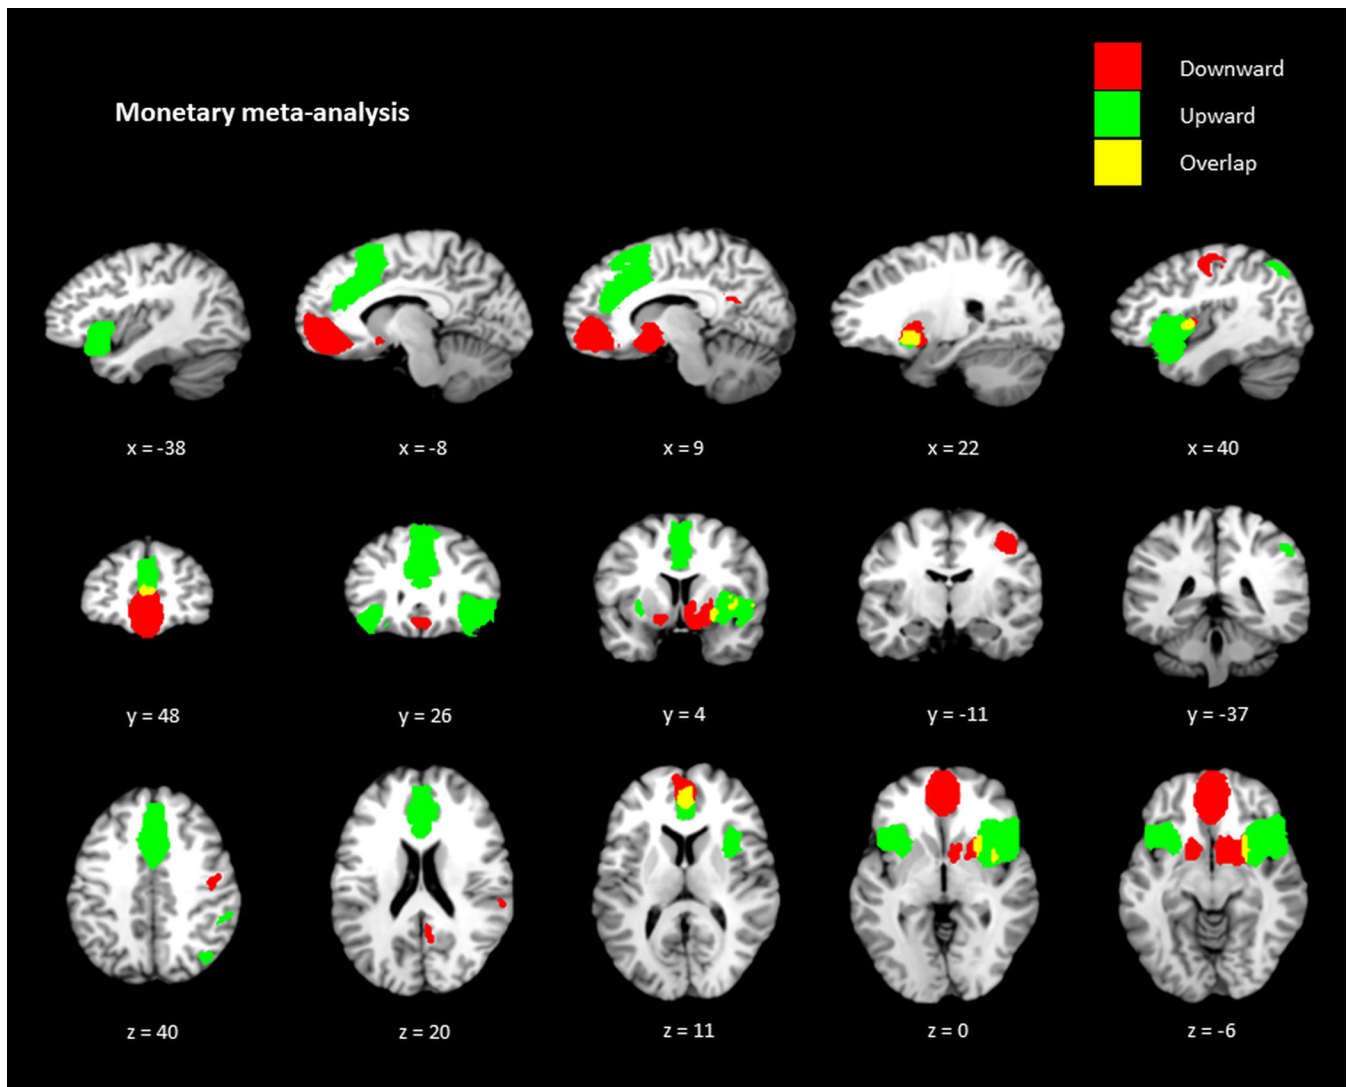 Downward
Monetary meta-analysis
Upward
Overlap
x = -38
x = -8
x = 9
x = 22
x = 40
y = 48
y = 26
y = 4
y = -11
y = -37
z = 40
z = 20
z = 11
z = 0
z = -6